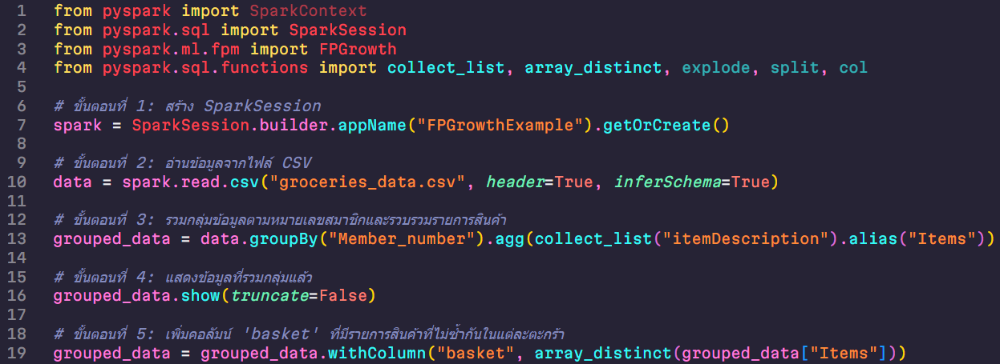 1 from pyspark import SparkContext
2 from pyspark.sql import SparkSession
3 from pyspark.ml.fpm import FPGrowth
4 from pyspark.sql.functions import collect_list, array_distinct, explode, split, col
5
6 # ขั้นตอนที่ 1: สร้าง SparkSession
7 spark = SparkSession.builder.appName("FPGrowthExample").getOrCreate()
8
9 # ขั้นตอนที่ 2: อ่านข้อมูลจากไฟล์ CSV
10 data = spark.read.csv("groceries_data.csv", header=True, inferSchema=True)
11
12 # ขั้นตอนที่ 3: รวมกลุ่มข้อมูลตามหมายเลขสมาชิกและรวบรวมรายการสินค้า
13 grouped_data = data.groupBy("Member_number").agg(collect_list("itemDescription").alias("Items"))
14
15 # ขั้นตอนที่ 4: แสดงข้อมูลที่รวมกลุ่มแล้ว
16 grouped_data.show(truncate=False)
17
18 # ขั้นตอนที่ 5: เพิ่มคอลัมน์ 'basket' ที่มีรายการสินค้าที่ไม่ซ้ำกันในแต่ละตะกร้า
19 grouped_data = grouped_data.withColumn("basket", array_distinct(grouped_data["Items"]))